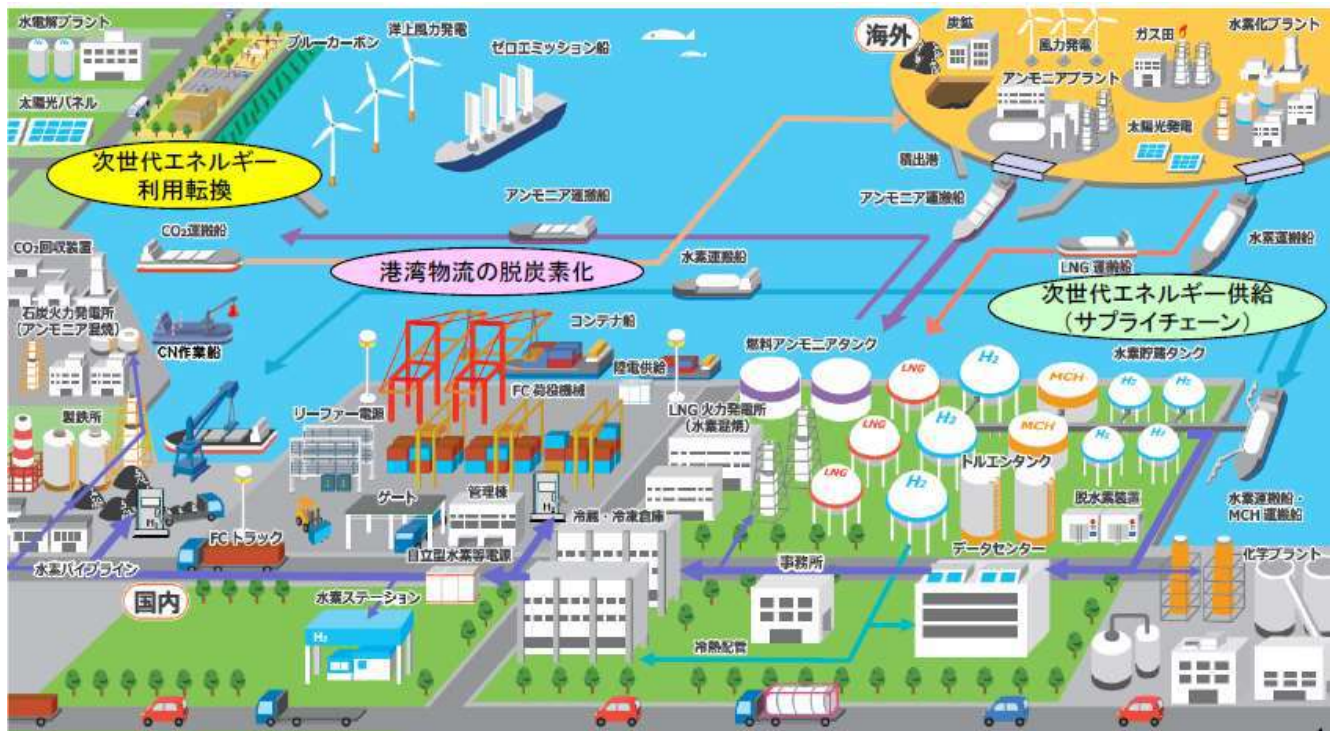 水電解プラント
ブルーカーボン
洋上風力発電
ゼロエミッション船
海外
炭鉱
風力発電
ガス田
水素化プラント
太陽光パネル
アンモニアプラント
太陽光発電
次世代エネルギー
利用転換
積出港
アンモニア運搬船
アンモニア運搬船
CO₂運搬船
水素運搬船
CO₂回収装置
港湾物流の脱炭素化
水素運搬船
LNG運搬船
次世代エネルギー供給
(サプライチェーン)
石炭火力発電所
(アンモニア混焼)
CN作業船
コンテナ船
燃料アンモニアタンク
水素貯蔵タンク
陸電供給
FC荷役機械
LNG
H₂
MCH
H₂
H₂
製鉄所
リーファー電源
LNG火力発電所
(水素混焼)
LNG
H₂
MCH
H₂
H₂
トルエンタンク
LNG
H₂
H₂
ゲート
管理棟
H₂
冷蔵・冷凍倉庫
脱水素装置
水素運搬船・
MCH運搬船
FCトラック
自立型水素等電源
データセンター
化学プラント
水素パイプライン
事務所
国内
水素ステーション
H₂
冷熱配管